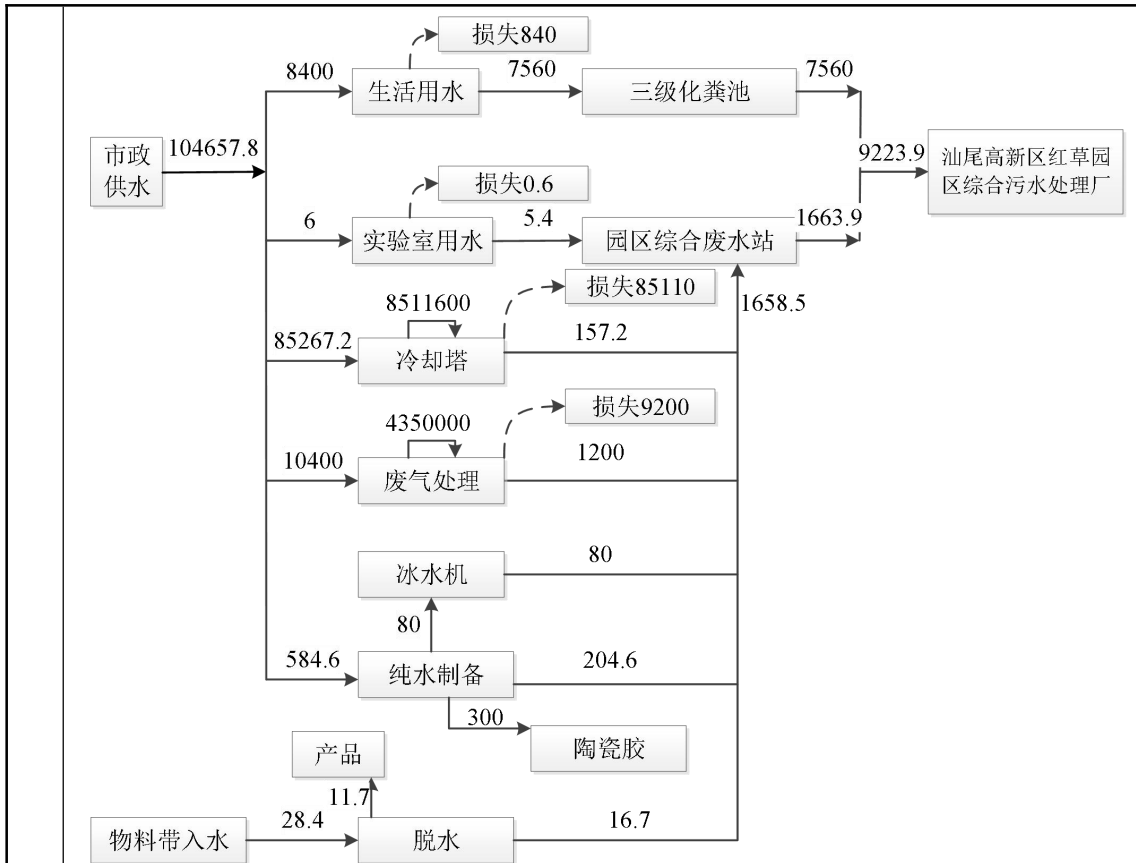 损失840
8400
生活用水
7560
三级化粪池
7560
市政
供水
104657.8
9223.9
汕尾高新区红草园
区综合污水处理厂
损失0.6
6
实验室用水
5.4
园区综合废水站
1663.9
损失85110
8511600
1658.5
85267.2
冷却塔
157.2
损失9200
4350000
10400
废气处理
1200
冰水机
80
80
584.6
纯水制备
204.6
300
陶瓷胶
产品
11.7
物料带入水
28.4
脱水
16.7